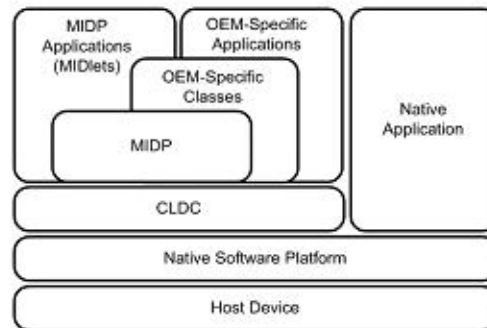 MIDP
Applications
(MIDlets)
OEM-Specific
Applications
OEM-Specific
Classes
MIDP
Native
Application
CLDC
Native Software Platform
Host Device